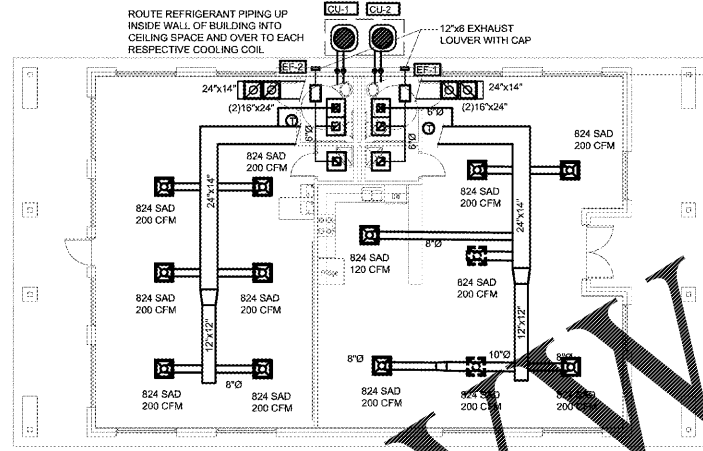 ROUTE REFRIGERANT PIPING UP
INSIDE WALL OF BUILDING INTO
CEILING SPACE AND OVER TO EACH
RESPECTIVE COOLING COIL
CU-1
CU-2
12"x6 EXHAUST
LOUVER WITH CAP
EF-2
EF-1
24"x14"
24"x14"
(2)16"x24"
(2)16"x24"
6"Ø
6"Ø
6"Ø
T
T
824 SAD
200 CFM
824 SAD
200 CFM
24"x14"
24"x14"
824 SAD
200 CFM
824 SAD
200 CFM
8"Ø
824 SAD
120 CFM
824 SAD
200 CFM
824 SAD
200 CFM
824 SAD
200 CFM
12"x12"
12"x12"
8"Ø
10"Ø
8"Ø
8"Ø
824 SAD
200 CFM
824 SAD
200 CFM
824 SAD
200 CFM
824 SAD
200 CFM
824 SAD
200 CFM